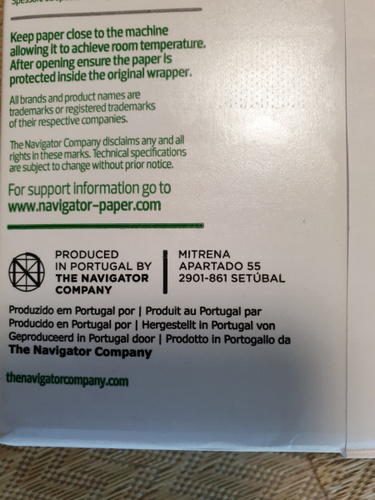 Keep paper close to the machine
allowing it to achieve room temperature.
After opening ensure the paper is
protected inside the original wrapper.
All brands and product names are
trademarks or registered trademarks
of their respective companies.
The Navigator Company disclaims any and all
rights in these marks. Technical specifications
are subject to change without prior notice.
For support information go to
www.navigator-paper.com
PRODUCED
IN PORTUGAL BY
THE NAVIGATOR
COMPANY
MITRENA
APARTADO 55
2901-861 SETÚBAL
Produzido em Portugal por | Produit au Portugal par
Producido en Portugal por | Hergestellt in Portugal von
Geproduceerd in Portugal door | Prodotto in Portogallo da
The Navigator Company
thenavigatorcompany.com